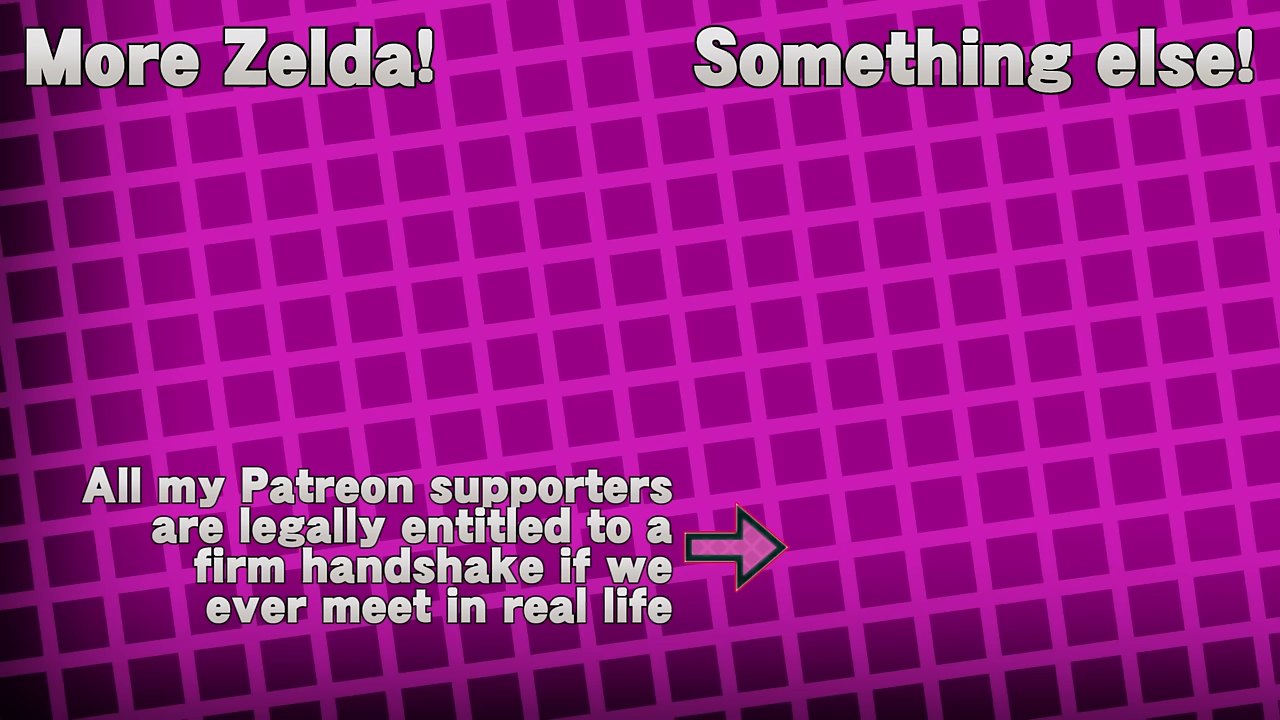 More Zelda!
Something else!
All my Patreon supporters
are legally entitled to a
firm handshake if we
ever meet in real life